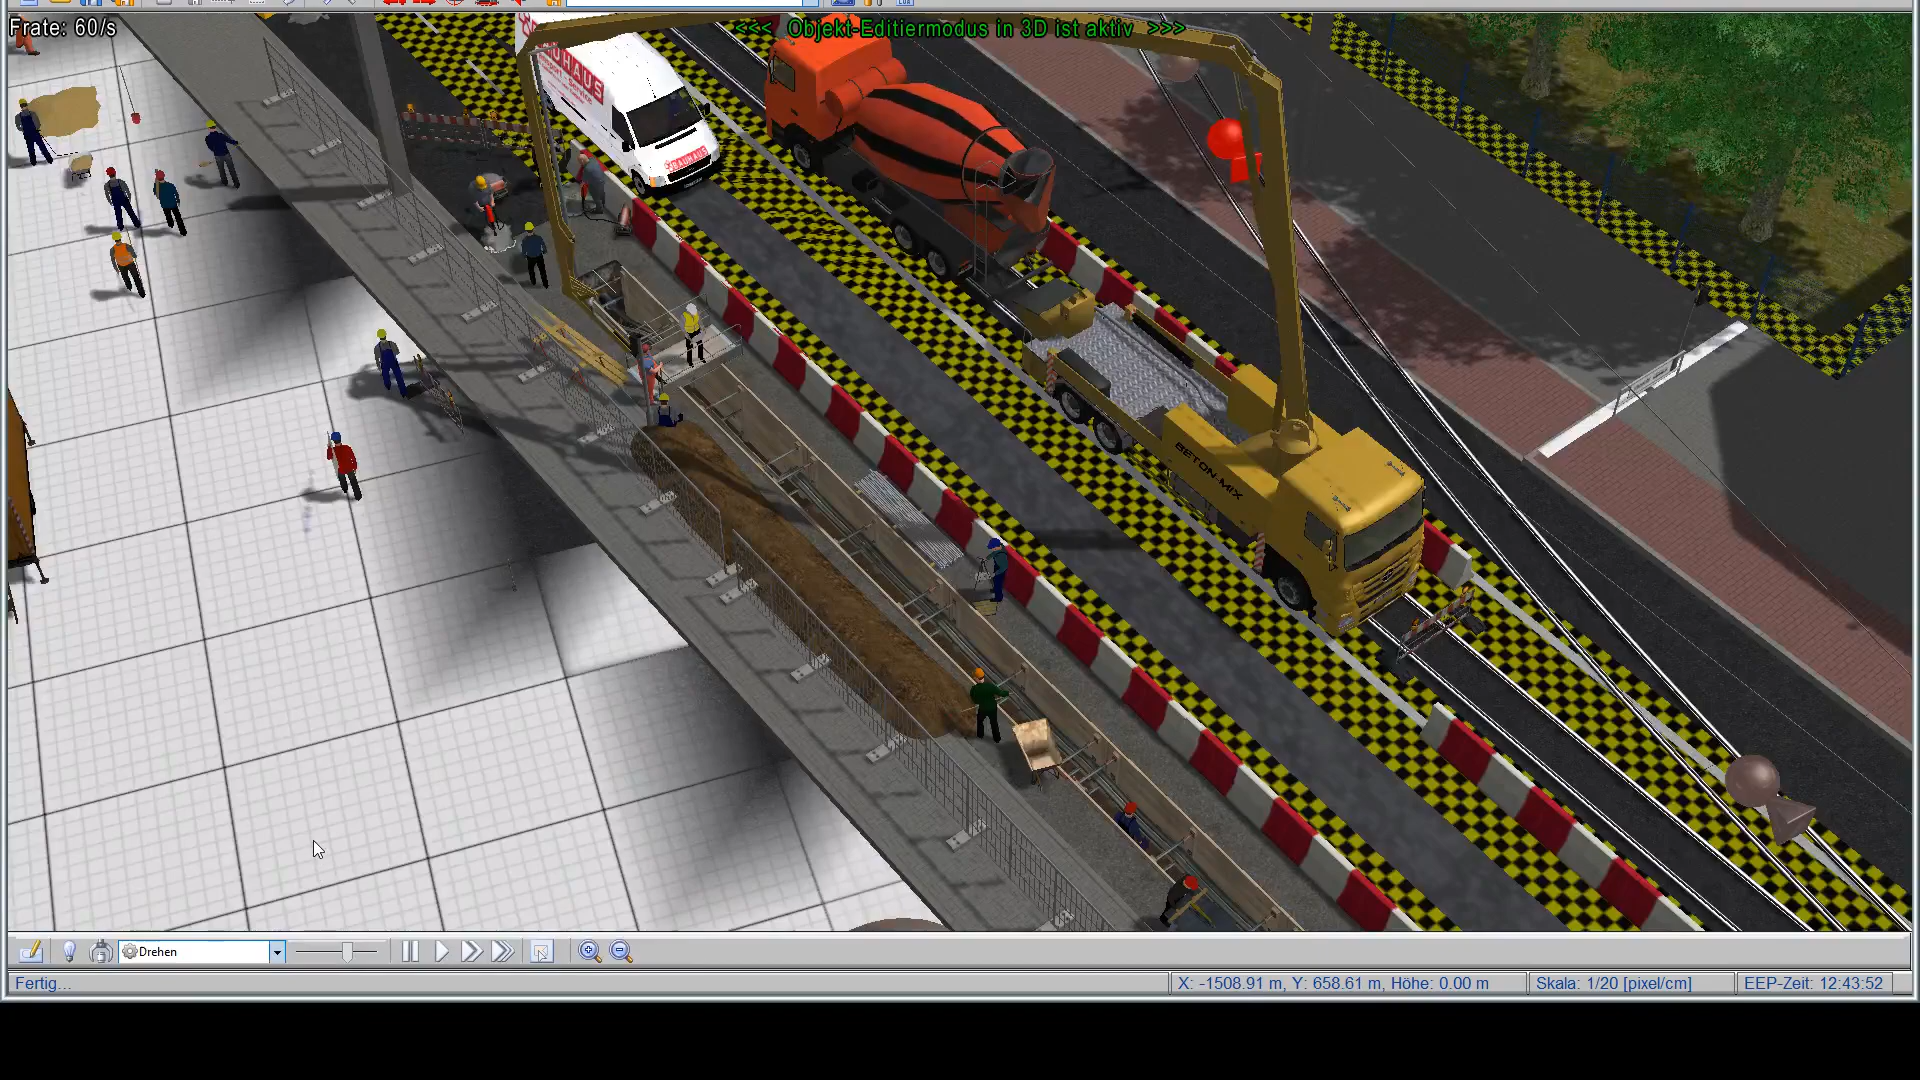 Frate: 60/s
<<< Objekt-Editiermodus in 3D ist aktiv >>>
BAUHAUS
BETON-MIX
Drehen
Fertig...
X: -1508.91 m, Y: 658.61 m, Höhe: 0.00 m
Skala: 1/20 [pixel/cm]
EEP-Zeit: 12:43:52